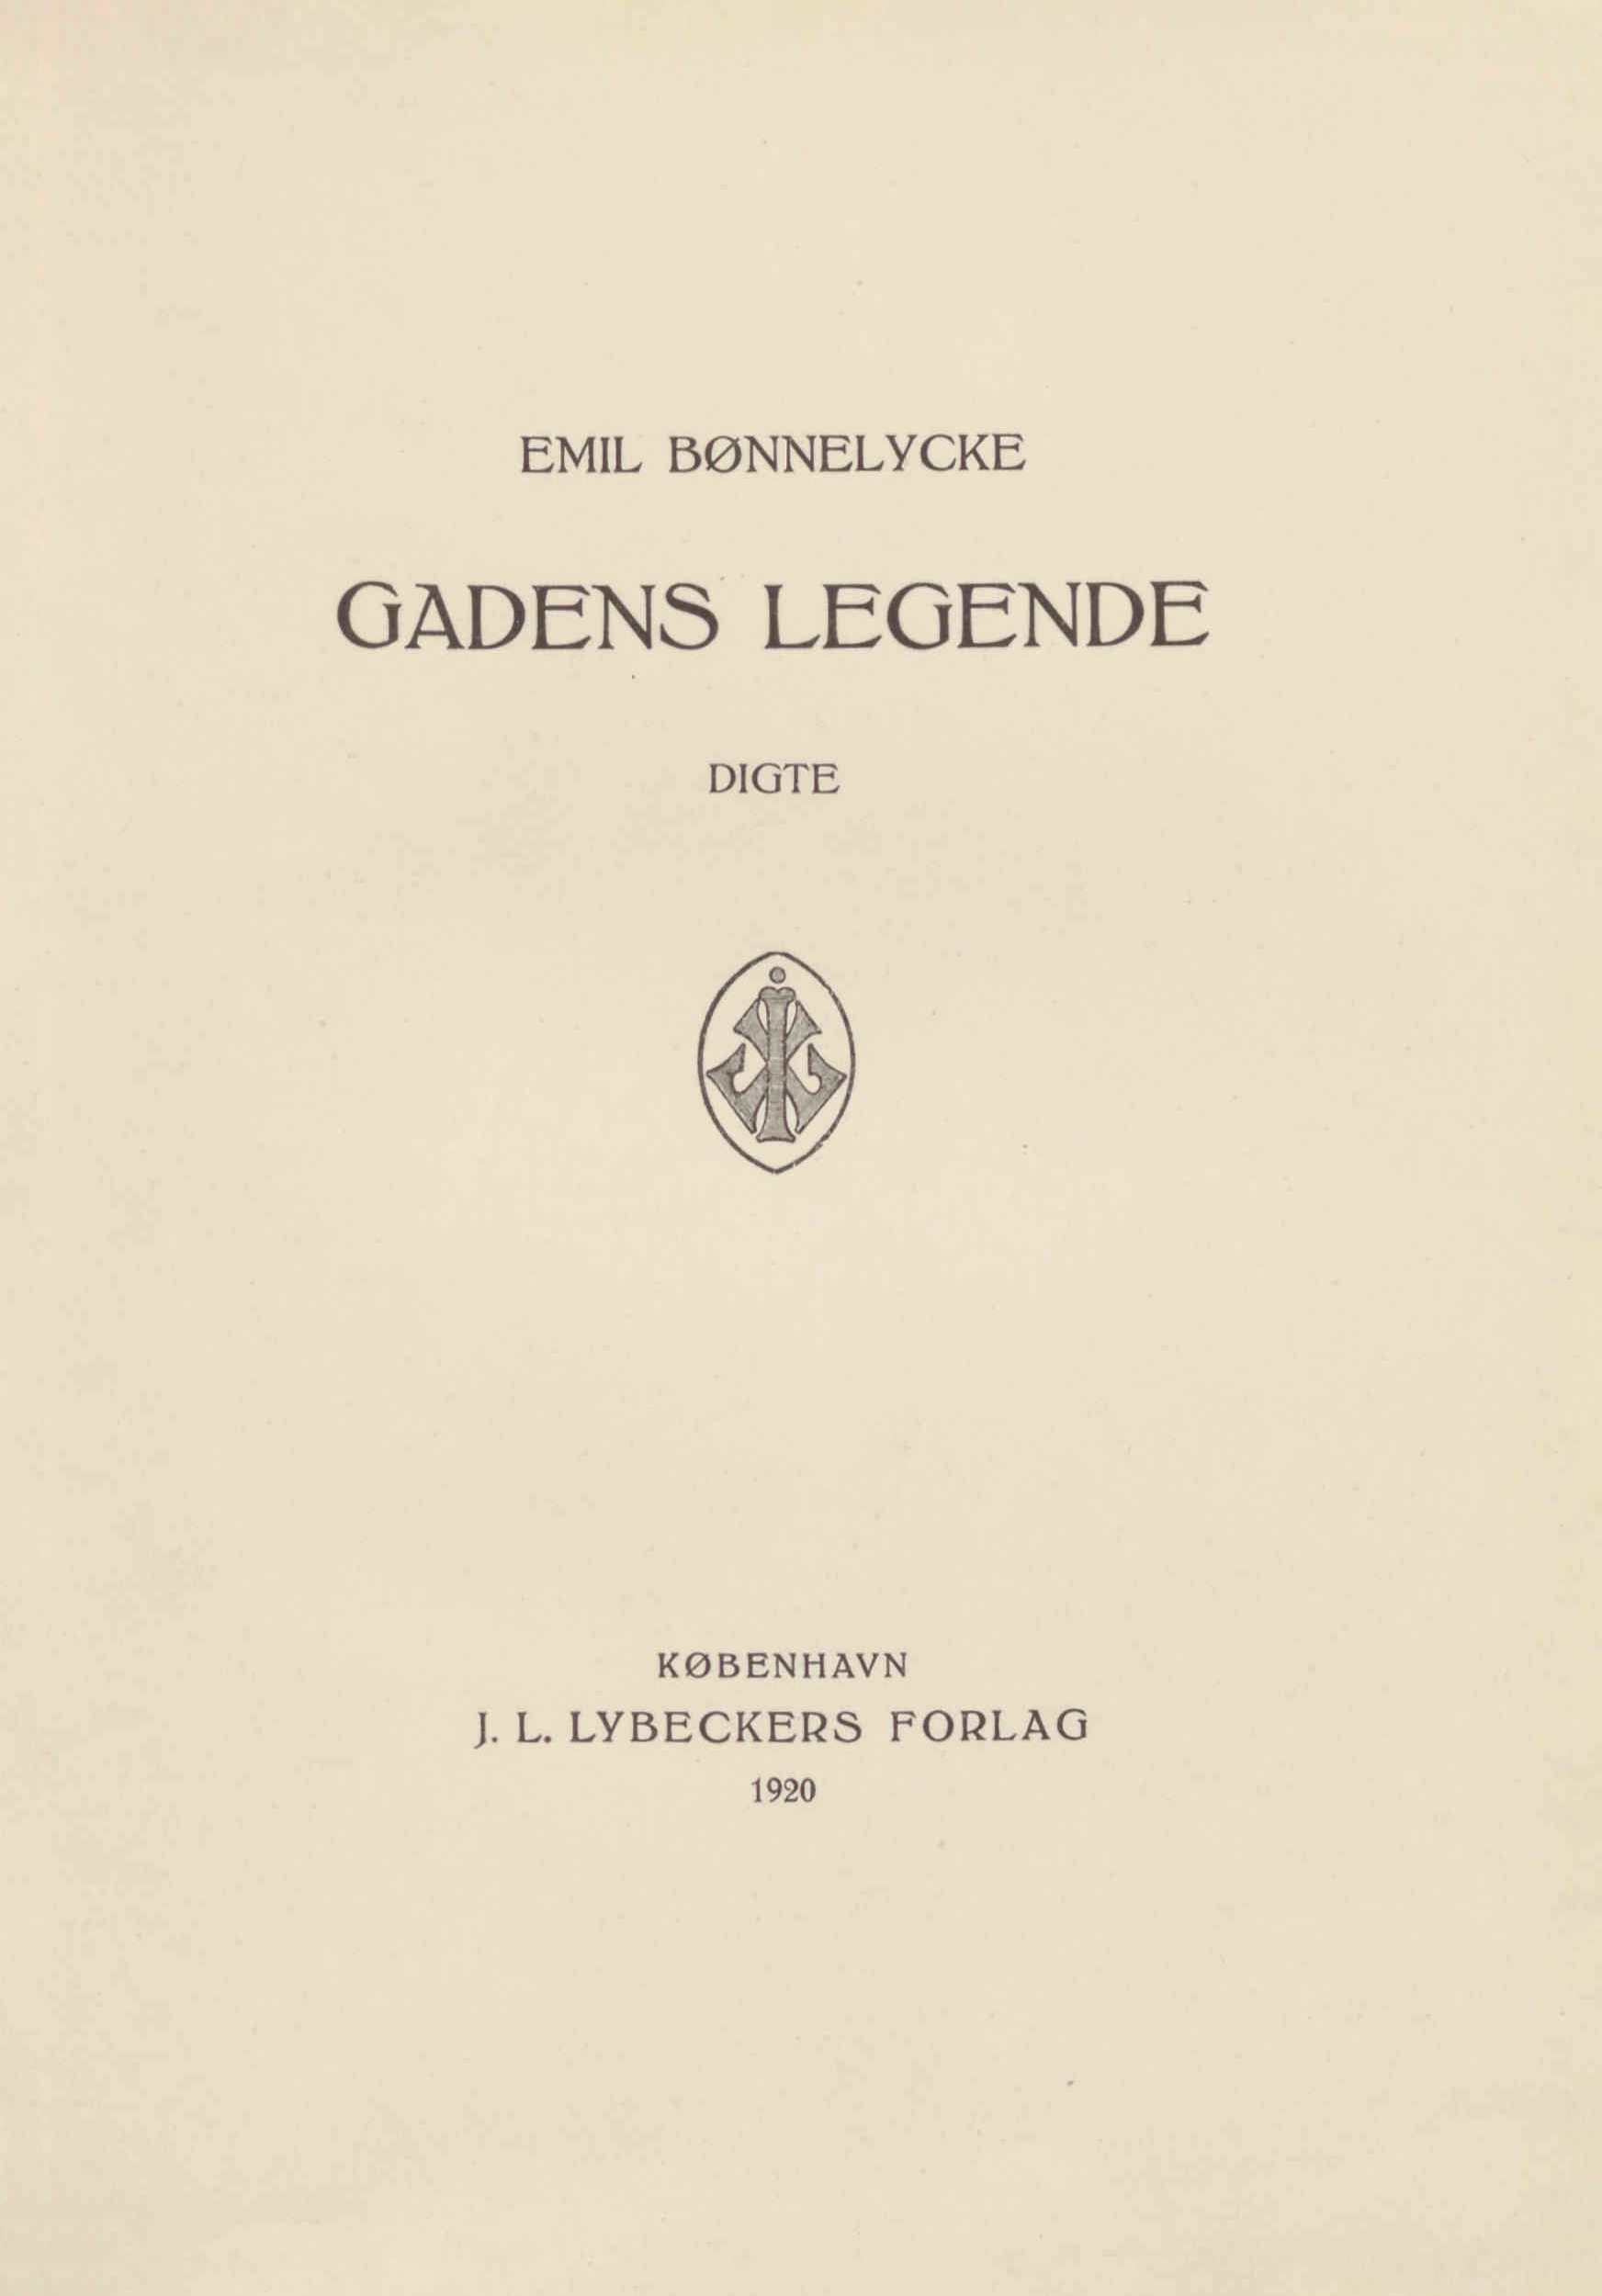 EMIL BØNNELYCKE
GADENS LEGENDE
DIGTE
KØBENHAVN
J. L. LYBECKERS FORLAG
1920